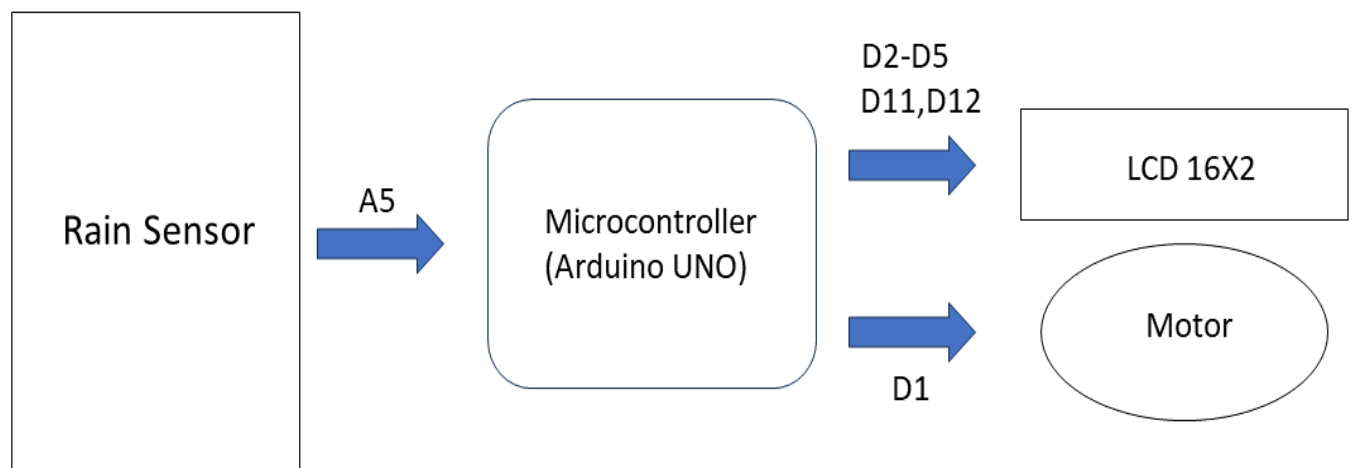 Rain Sensor
A5
Microcontroller
(Arduino UNO)
D2-D5
D11,D12
LCD 16X2
Motor
D1